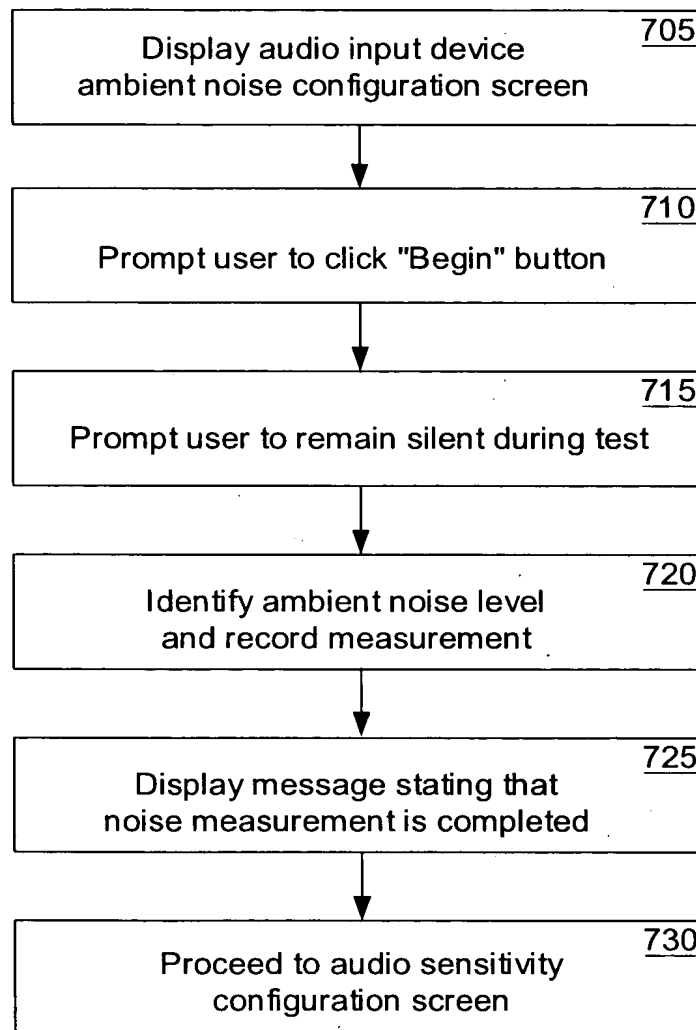 705
Display audio input device
ambient noise configuration screen
710
Prompt user to click "Begin" button
715
Prompt user to remain silent during test
720
Identify ambient noise level
and record measurement
725
Display message stating that
noise measurement is completed
730
Proceed to audio sensitivity
configuration screen